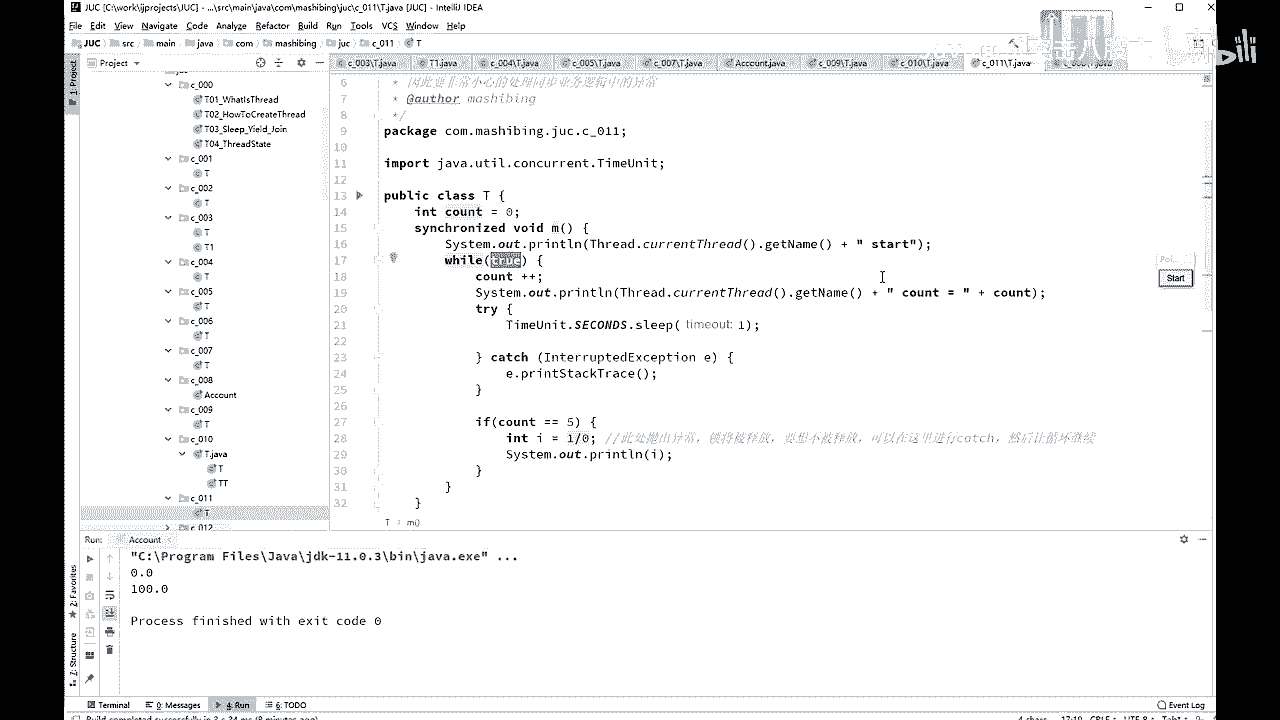 JUC [C:\work\ijprojects\JUC] - ...\src\main\java\com\mashibing\juc\c_011\T.java [JUC] - IntelliJ IDEA
File Edit View Navigate Code Analyze Refactor Build Run Tools VCS Window Help
JUC src main java com mashibing juc c_011 T
Project
c_003\T.java T1.java c_004\T.java c_005\T.java c_007\T.java Account.java c_009\T.java c_010\T.java c_011\T.java
1: Project
c_000
T01_WhatIsThread
T02_HowToCreateThread
T03_Sleep_Yield_Join
T04_ThreadState
c_001
T
c_002
T
c_003
T
T1
c_004
T
c_005
T
c_006
T
c_007
T
c_008
Account
c_009
T
c_010
T.java
T
TT
c_011
T
c_012
6 * 因此要非常小心的处理同步业务逻辑中的异常
7 * @author mashibing
8 */
9 package com.mashibing.juc.c_011;
10
11 import java.util.concurrent.TimeUnit;
12
13 public class T {
14 int count = 0;
15 synchronized void m() {
16 System.out.println(Thread.currentThread().getName() + " start");
17 while(true) {
18 count ++;
19 System.out.println(Thread.currentThread().getName() + " count = " + count);
20 try {
21 TimeUnit.SECONDS.sleep( timeout: 1);
22
23 } catch (InterruptedException e) {
24 e.printStackTrace();
25 }
26
27 if(count == 5) {
28 int i = 1/0; //此处抛出异常，锁将被释放，要想不被释放，可以在这里进行catch，然后让循环继续
29 System.out.println(i);
30 }
31 }
32 }
T › m()
Start
Run: Account
"C:\Program Files\Java\jdk-11.0.3\bin\java.exe" ...
0.0
100.0
Process finished with exit code 0
2: Favorites
Z: Structure
Terminal 0: Messages 4: Run 6: TODO
Event Log